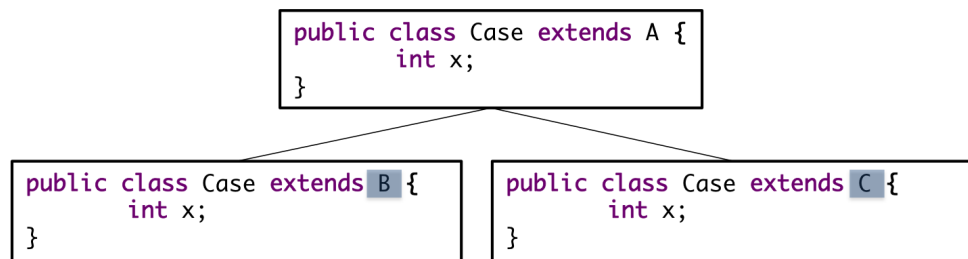 public class Case extends A {
int x;
}
public class Case extends B {
int x;
}
public class Case extends C {
int x;
}